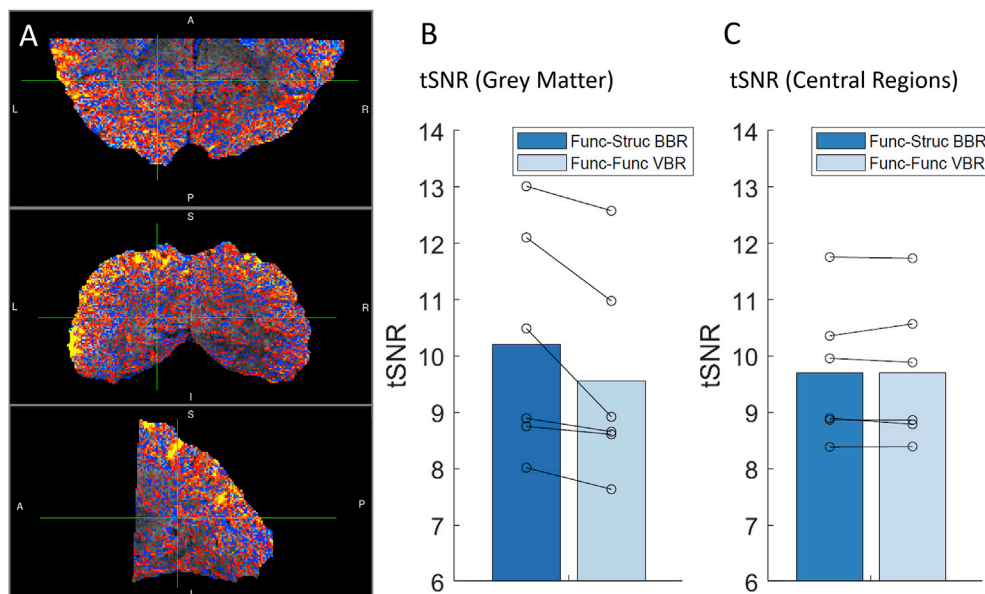 A
A
L
R
P
S
L
R
I
S
A
P
B
tSNR (Grey Matter)
14
13
12
11
10
9
8
7
6
tSNR
Func-Struc BBR
Func-Func VBR
C
tSNR (Central Regions)
14
13
12
11
10
9
8
7
6
tSNR
Func-Struc BBR
Func-Func VBR